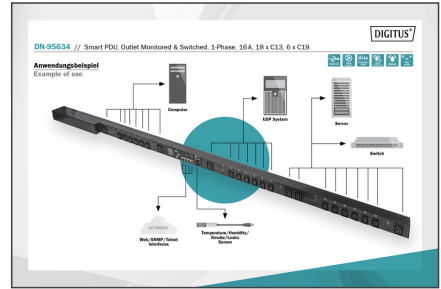 DIGITUS®
DN-95634 // Smart PDU, Outlet Monitored & Switched, 1-Phase, 16A, 18 x C13, 6 x C19
Anwendungsbeispiel
Example of use
Computer
USP System
Server
Switch
NETWORK
Web/SNMP/Telnet
interfaces
Temperature/Humidity/
Smoke/Leaks
Sensor